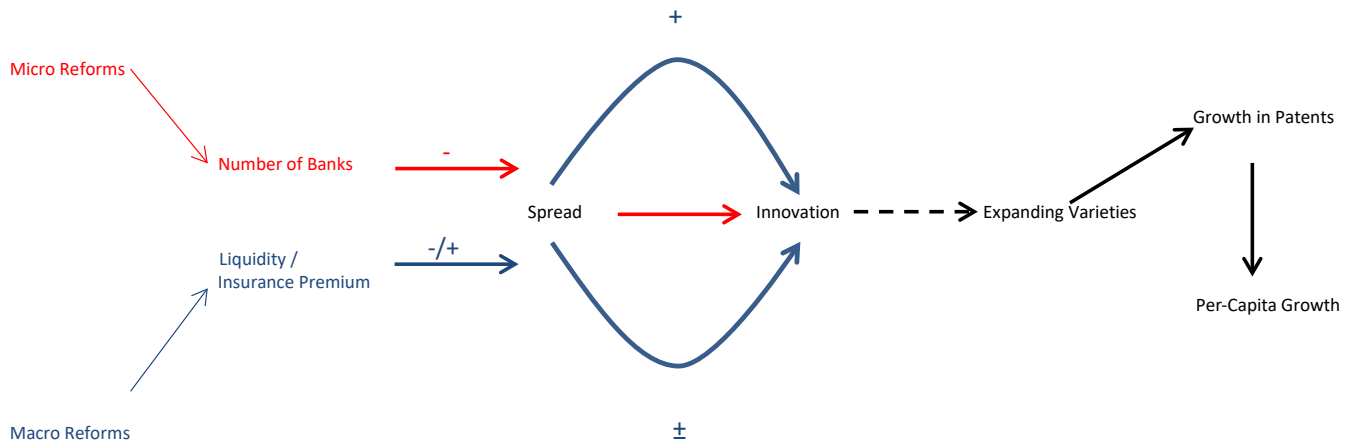 +
Micro Reforms
Growth in Patents
-
Number of Banks
Spread
Innovation
Expanding Varieties
-/+
Liquidity /
Insurance Premium
Per-Capita Growth
Macro Reforms
±